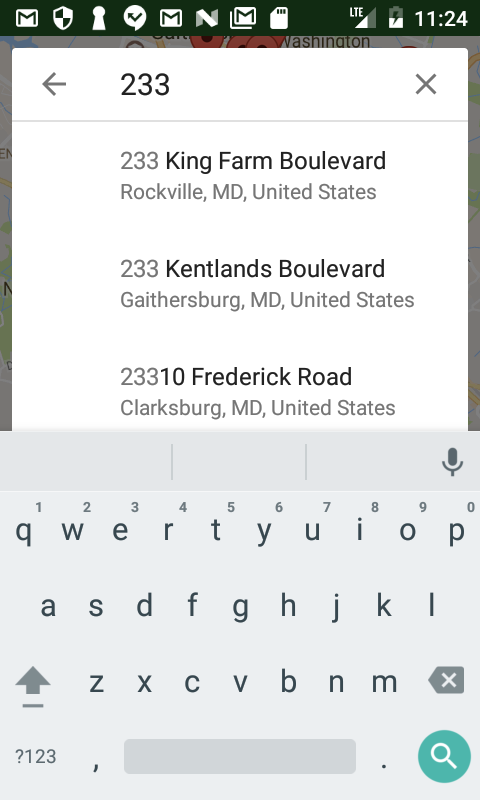 LTE 11:24
Washington
233
233 King Farm Boulevard
Rockville, MD, United States
233 Kentlands Boulevard
Gaithersburg, MD, United States
23310 Frederick Road
Clarksburg, MD, United States
1 2 3 4 5 6 7 8 9 0
q w e r t y u i o p
a s d f g h j k l
z x c v b n m
?123 , .